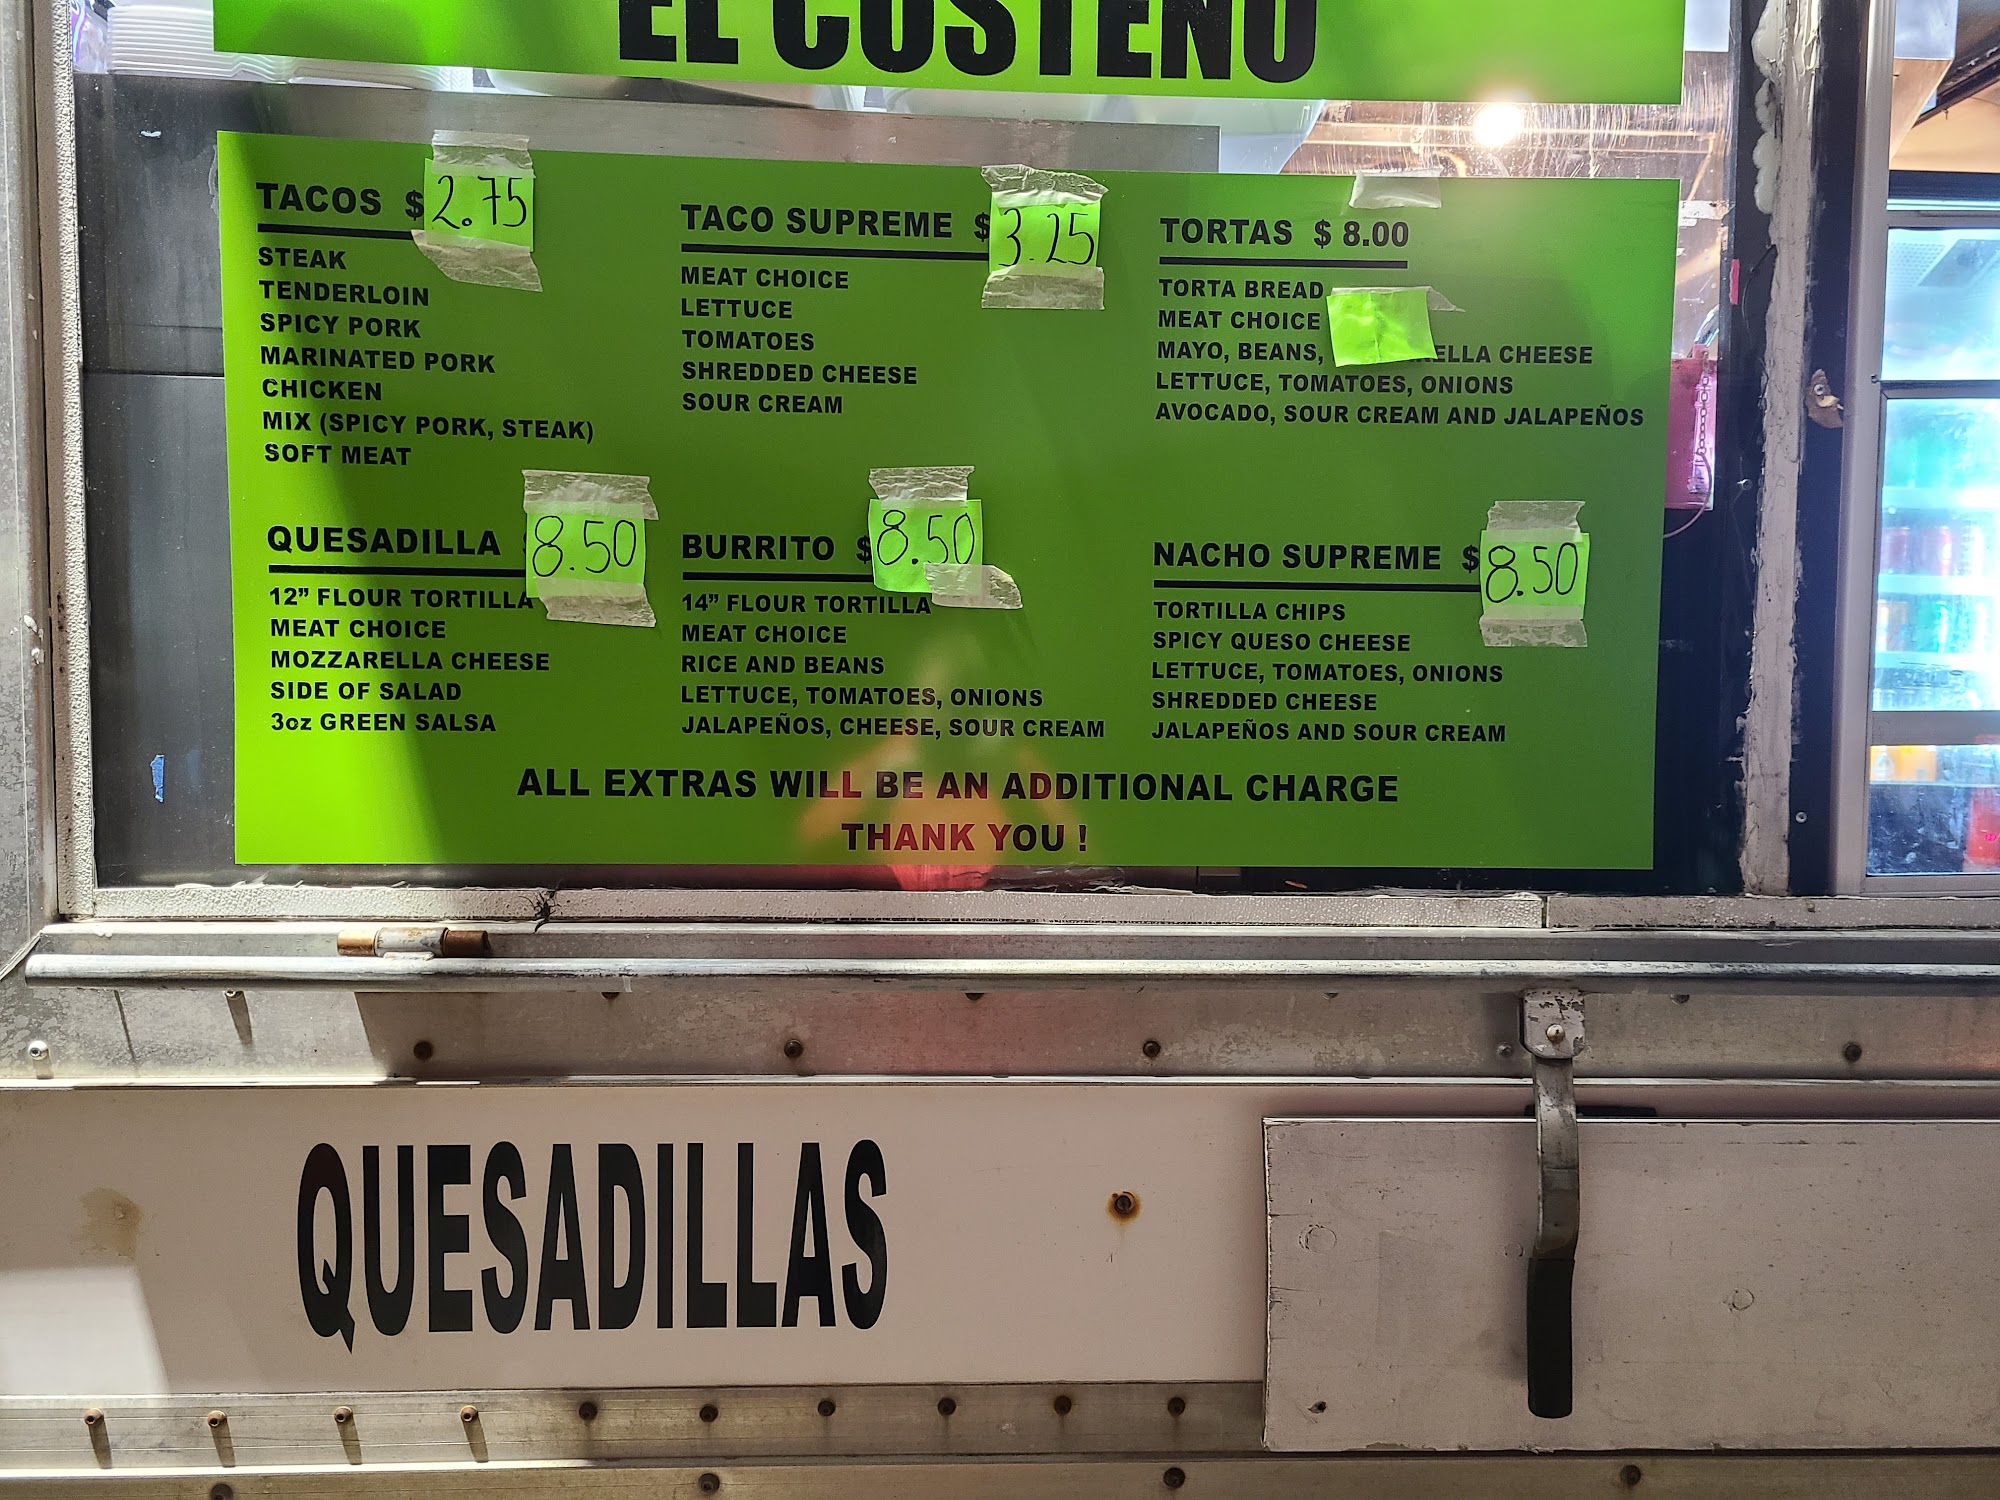 EL COSTEÑO
TACOS $ 2.75
STEAK
TENDERLOIN
SPICY PORK
MARINATED PORK
CHICKEN
MIX (SPICY PORK, STEAK)
SOFT MEAT
TACO SUPREME $ 3.25
MEAT CHOICE
LETTUCE
TOMATOES
SHREDDED CHEESE
SOUR CREAM
TORTAS $ 8.00
TORTA BREAD
MEAT CHOICE
MAYO, BEANS, CHEESE
LETTUCE, TOMATOES, ONIONS
AVOCADO, SOUR CREAM AND JALAPEÑOS
QUESADILLA 8.50
12” FLOUR TORTILLA
MEAT CHOICE
MOZZARELLA CHEESE
SIDE OF SALAD
3oz GREEN SALSA
BURRITO $ 8.50
14” FLOUR TORTILLA
MEAT CHOICE
RICE AND BEANS
LETTUCE, TOMATOES, ONIONS
JALAPEÑOS, CHEESE, SOUR CREAM
NACHO SUPREME $ 8.50
TORTILLA CHIPS
SPICY QUESO CHEESE
LETTUCE, TOMATOES, ONIONS
SHREDDED CHEESE
JALAPEÑOS AND SOUR CREAM
ALL EXTRAS WILL BE AN ADDITIONAL CHARGE
THANK YOU !
QUESADILLAS